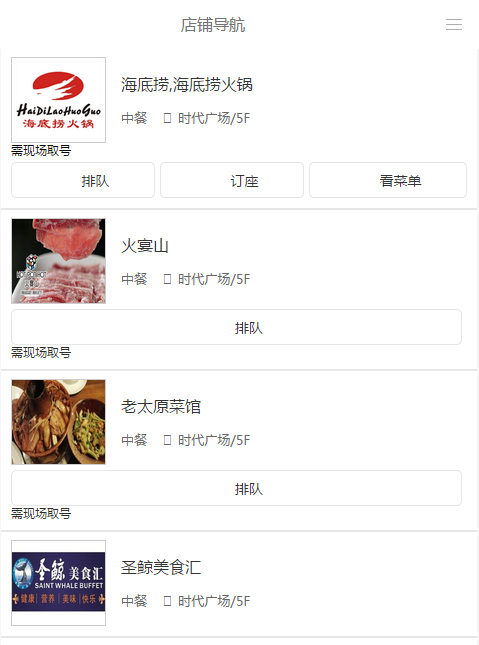 店铺导航
HaiDiLaoHuoGuo
海底捞火锅
海底捞,海底捞火锅
中餐 时代广场/5F
需现场取号
排队 订座 看菜单
火宴山
中餐 时代广场/5F
排队
需现场取号
老太原菜馆
中餐 时代广场/5F
排队
需现场取号
圣鲸 美食汇
SAINT WHALE BUFFET
健康 营养 美味 快乐
圣鲸美食汇
中餐 时代广场/5F